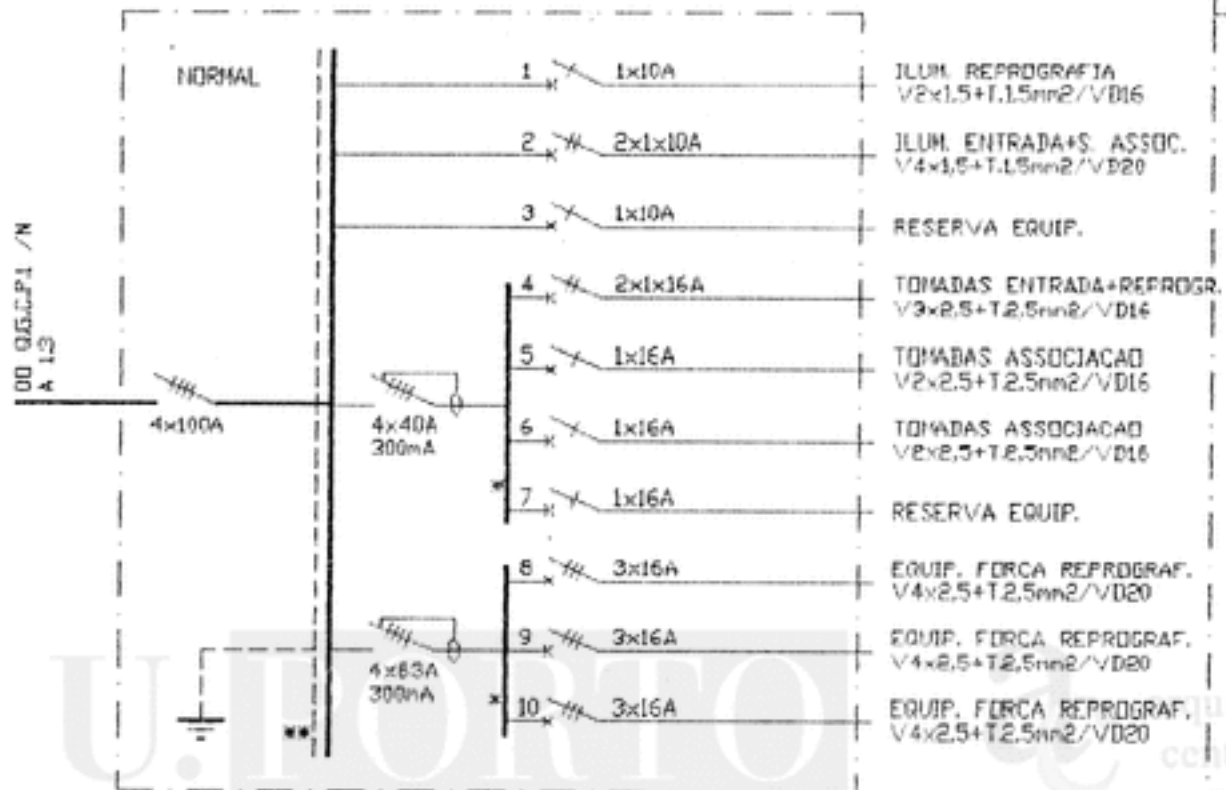 NORMAL
DO Q.G.C.P.1 /N
A 13
4x100A
4x40A
300mA
4x63A
300mA
**
*
*
1 1x10A ILUM. REPROGRAFIA
V2x1,5+T.1,5mm2/VD16
2 2x1x10A ILUM. ENTRADA+S. ASSOC.
V4x1,5+T.1,5mm2/VD20
3 1x10A RESERVA EQUIP.
4 2x1x16A TOMADAS ENTRADA+REPROGR.
V3x2,5+T.2,5mm2/VD16
5 1x16A TOMADAS ASSOCIACAO
V2x2,5+T.2,5mm2/VD16
6 1x16A TOMADAS ASSOCIACAO
V2x2,5+T.2,5mm2/VD16
7 1x16A RESERVA EQUIP.
8 3x16A EQUIP. FORCA REPROGRAF.
V4x2,5+T.2,5mm2/VD20
9 3x16A EQUIP. FORCA REPROGRAF.
V4x2,5+T.2,5mm2/VD20
10 3x16A EQUIP. FORCA REPROGRAF.
V4x2,5+T.2,5mm2/VD20
U. PORTO